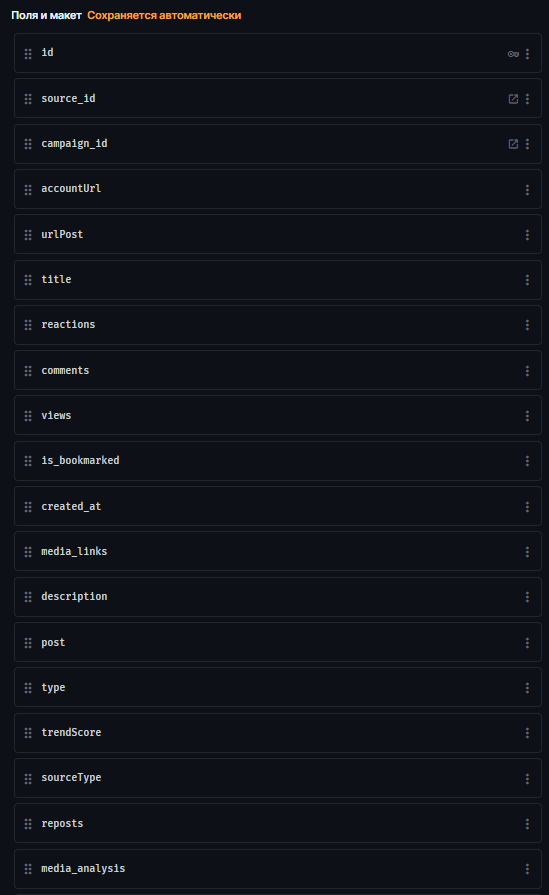 Поля и макет Сохраняется автоматически
id
source_id
campaign_id
accountUrl
urlPost
title
reactions
comments
views
is_bookmarked
created_at
media_links
description
post
type
trendScore
sourceType
reposts
media_analysis